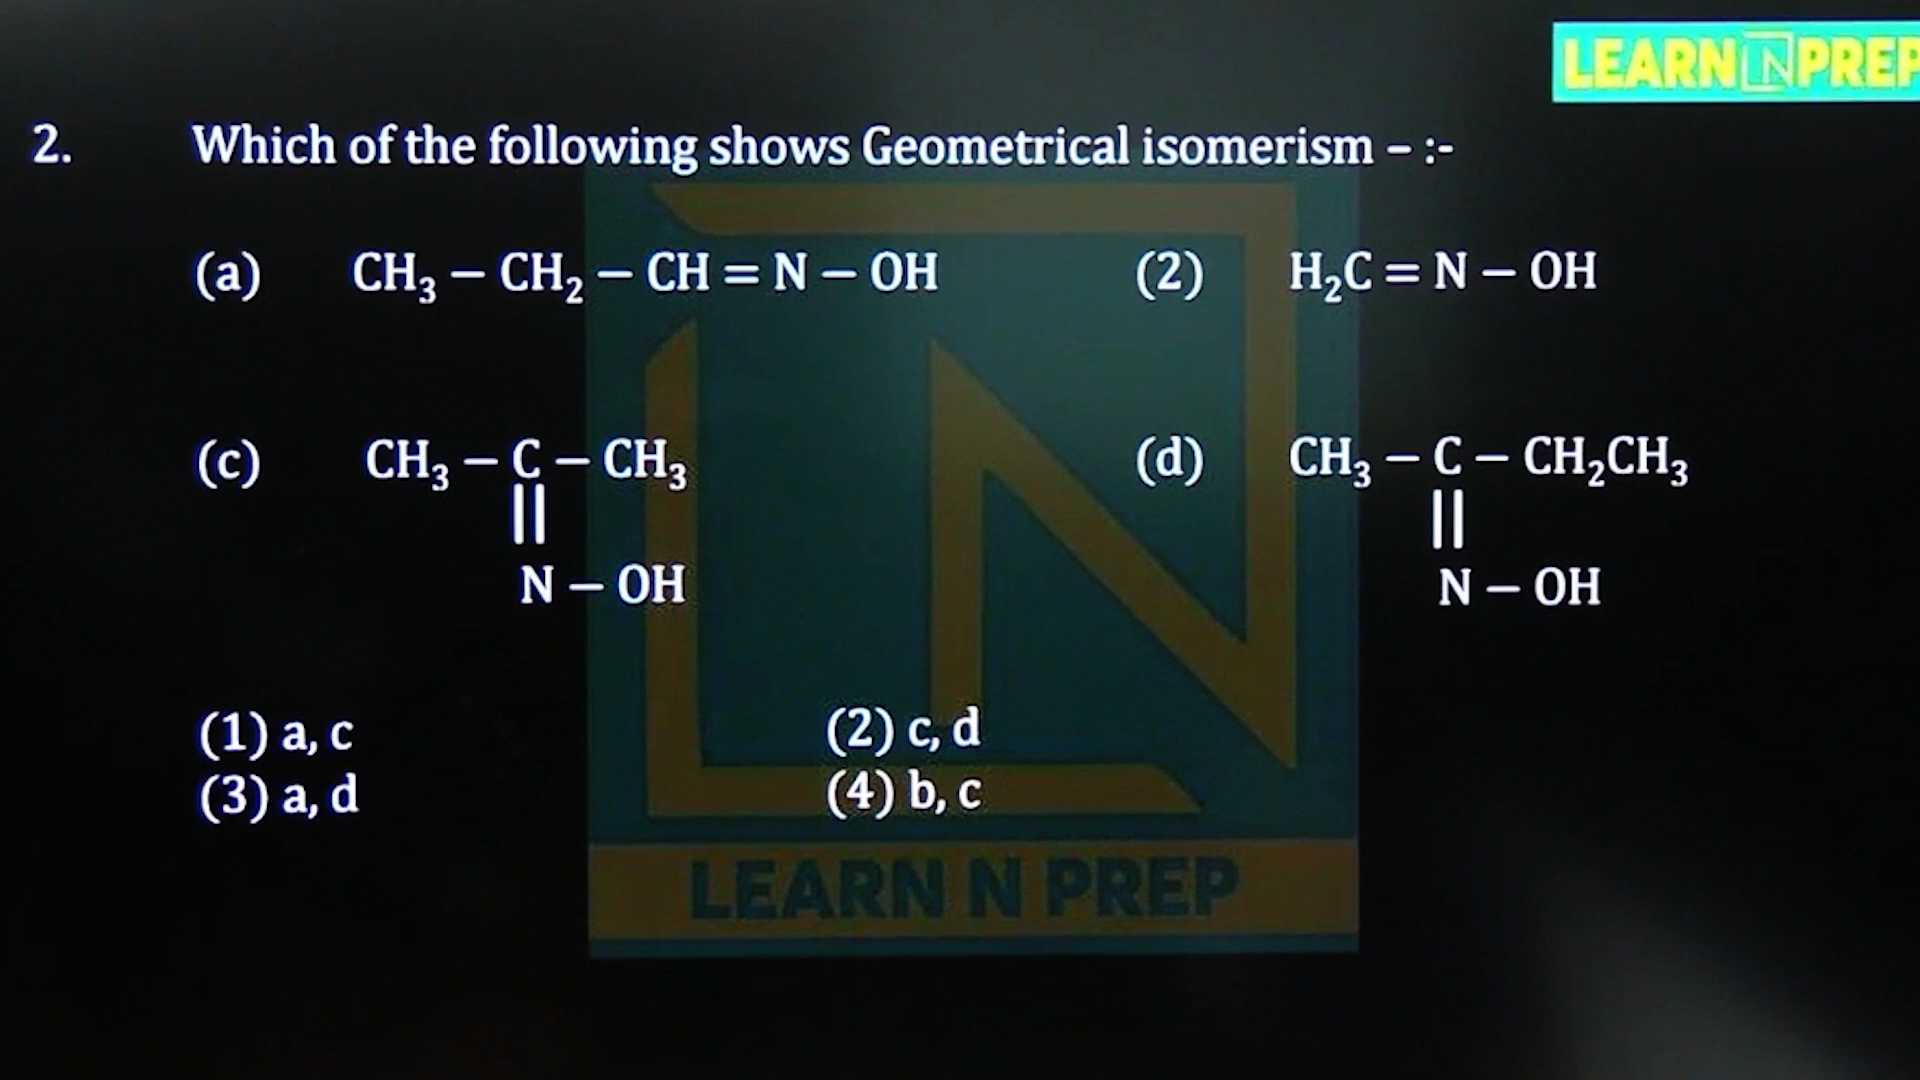 LEARN N PREP
2. Which of the following shows Geometrical isomerism – :-
(a) CH₃ – CH₂ – CH = N – OH (2) H₂C = N – OH
(c) CH₃ – C – CH₃ (d) CH₃ – C – CH₂CH₃
|| ||
N – OH N – OH
(1) a, c (2) c, d
(3) a, d (4) b, c
LEARN N PREP